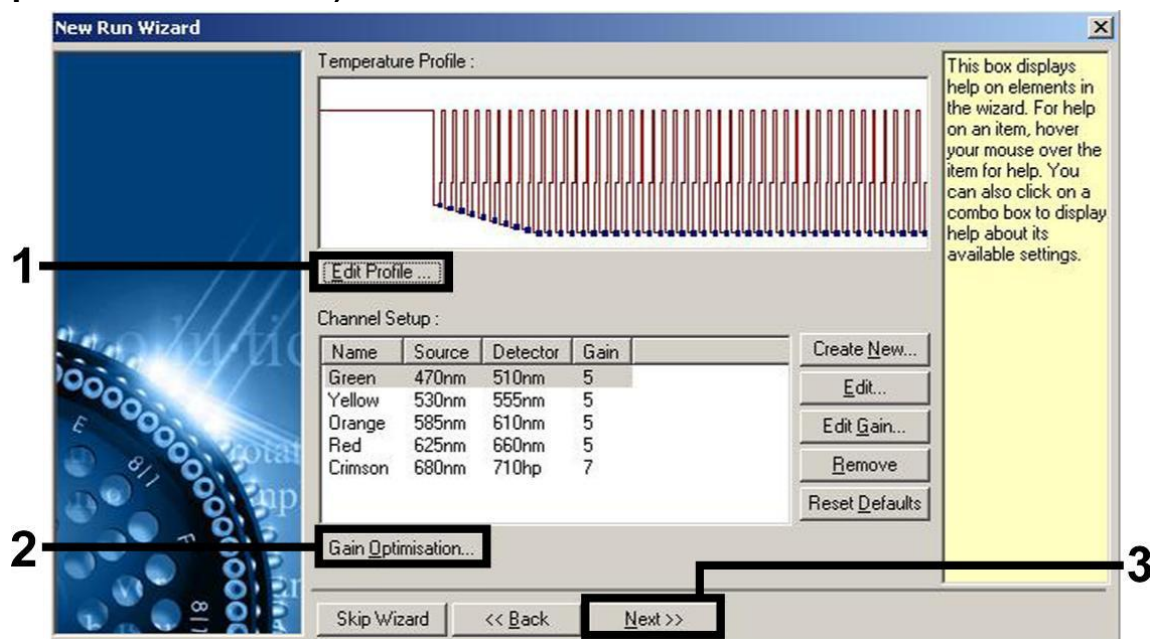 New Run Wizard
Temperature Profile :
This box displays
help on elements in
the wizard. For help
on an item, hover
your mouse over the
item for help. You
can also click on a
combo box to display
help about its
available settings.
1
Edit Profile ...
Channel Setup :
Name Source Detector Gain
Green 470nm 510nm 5
Yellow 530nm 555nm 5
Orange 585nm 610nm 5
Red 625nm 660nm 5
Crimson 680nm 710hp 7
Create New...
Edit...
Edit Gain...
Remove
Reset Defaults
2
Gain Optimisation...
3
Skip Wizard
<< Back
Next >>